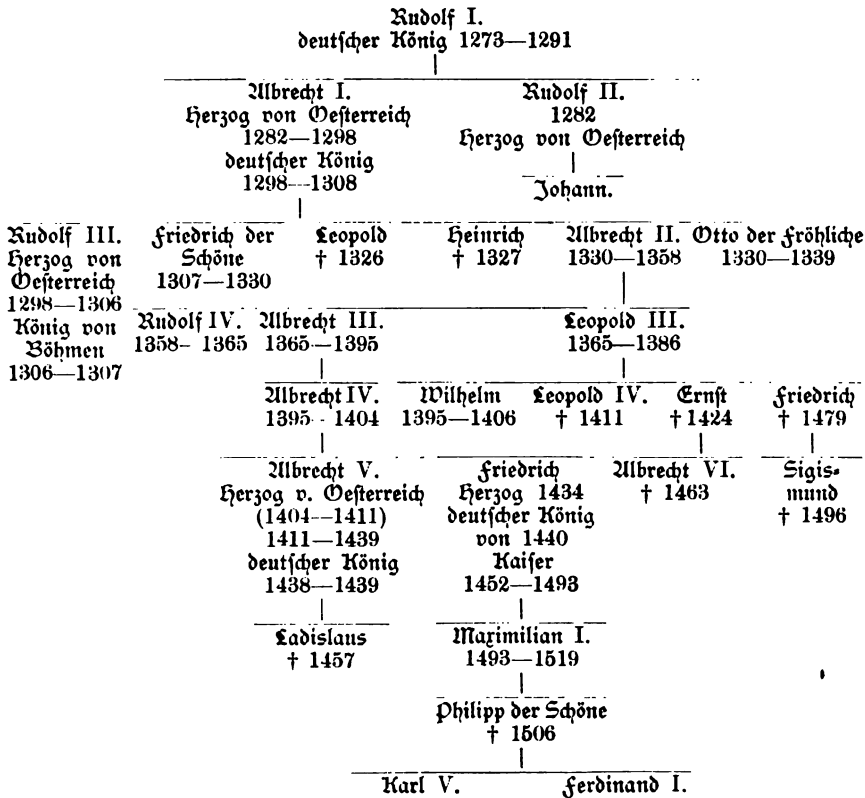 Rudolf I.
deutscher König 1273—1291
Albrecht I.
Herzog von Oesterreich
1282—1298
deutscher König
1298—1308
Rudolf II.
1282
Herzog von Oesterreich
Johann.
Rudolf III.
Herzog von
Oesterreich
1298—1306
König von
Böhmen
1306—1307
Friedrich der
Schöne
1307—1330
Leopold
† 1326
Heinrich
† 1327
Albrecht II.
1330—1358
Otto der Fröhliche
1330—1339
Rudolf IV.
1358–1365
Albrecht III.
1365—1395
Leopold III.
1365—1386
Albrecht IV.
1395–1404
Wilhelm
1395—1406
Leopold IV.
† 1411
Ernst
† 1424
Friedrich
† 1479
Albrecht V.
Herzog v. Oesterreich
(1404—1411)
1411—1439
deutscher König
1438—1439
Friedrich
Herzog 1434
deutscher König
von 1440
Kaiser
1452—1493
Albrecht VI.
† 1463
Sigis-
mund
† 1496
Ladislaus
† 1457
Maximilian I.
1493—1519
Philipp der Schöne
† 1506
Karl V.
Ferdinand I.